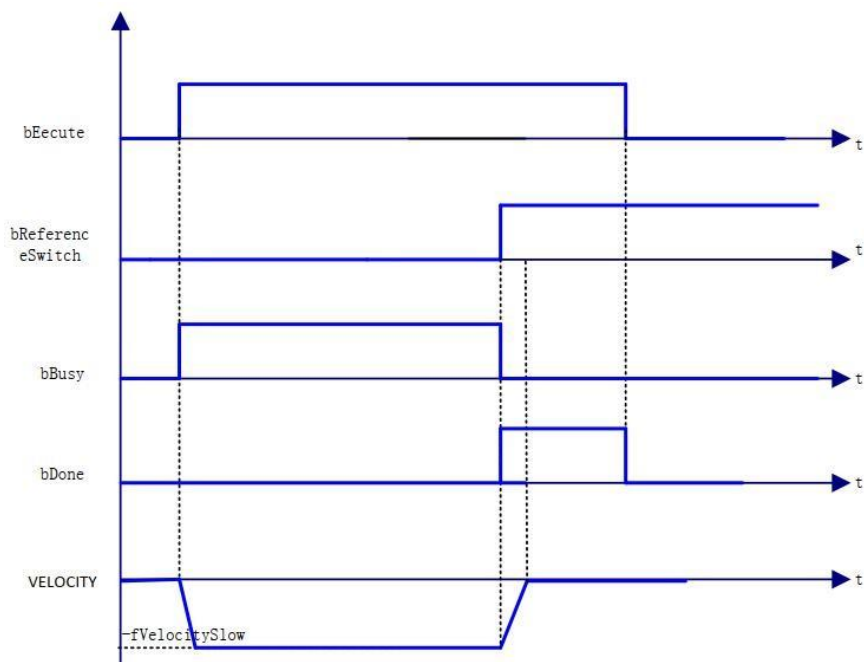 bEecute
t
bReferenc
eSwitch
t
bBusy
t
bDone
t
VELOCITY
t
-fVelocitySlow